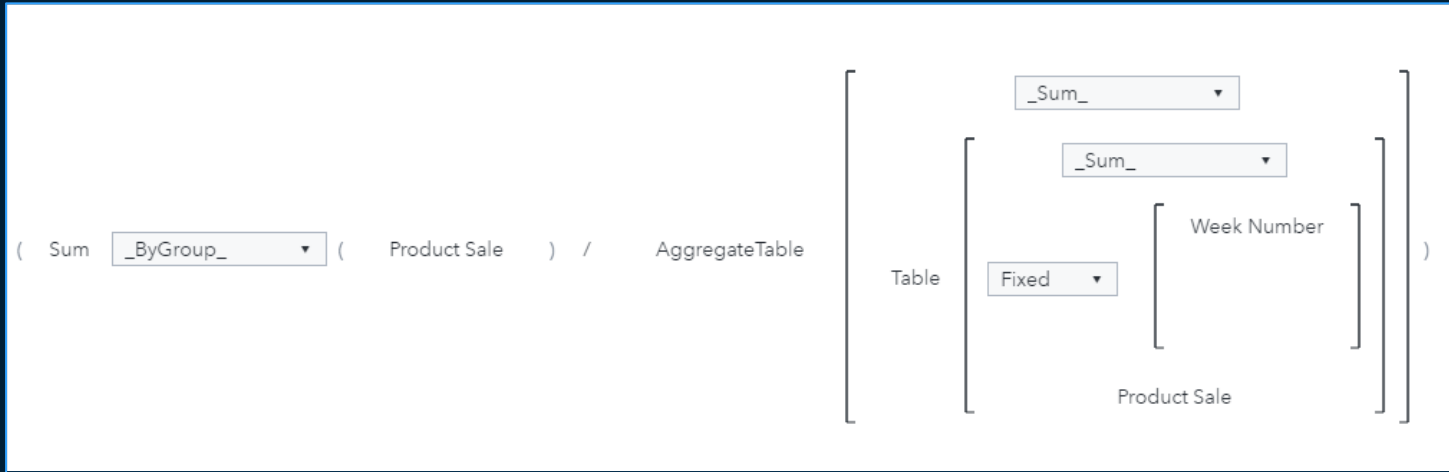 _Sum_
_Sum_
Week Number
( Sum _ByGroup_ ( Product Sale ) / AggregateTable )
Table Fixed
Product Sale